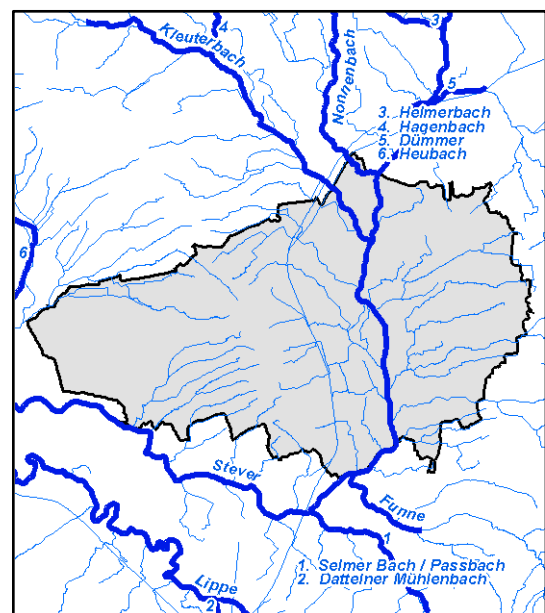 4
3
Kleuterbach
Nonnenbach
5
3. Helmerbach
4. Hagenbach
5. Dümmer
6. Heubach
6
Stever
Funne
1
1. Selmer Bach / Passbach
2. Dattelner Mühlenbach
Lippe
2